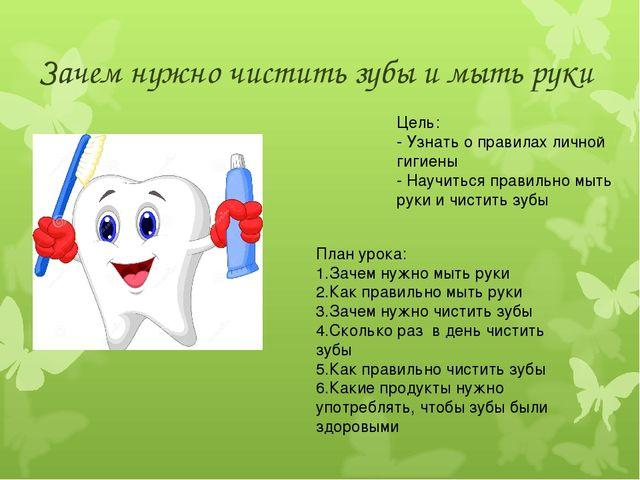 Зачем нужно чистить зубы и мыть руки
Цель:
- Узнать о правилах личной
гигиены
- Научиться правильно мыть
руки и чистить зубы
План урока:
1.Зачем нужно мыть руки
2.Как правильно мыть руки
3.Зачем нужно чистить зубы
4.Сколько раз  в день чистить
зубы
5.Как правильно чистить зубы
6.Какие продукты нужно
употреблять, чтобы зубы были
здоровыми